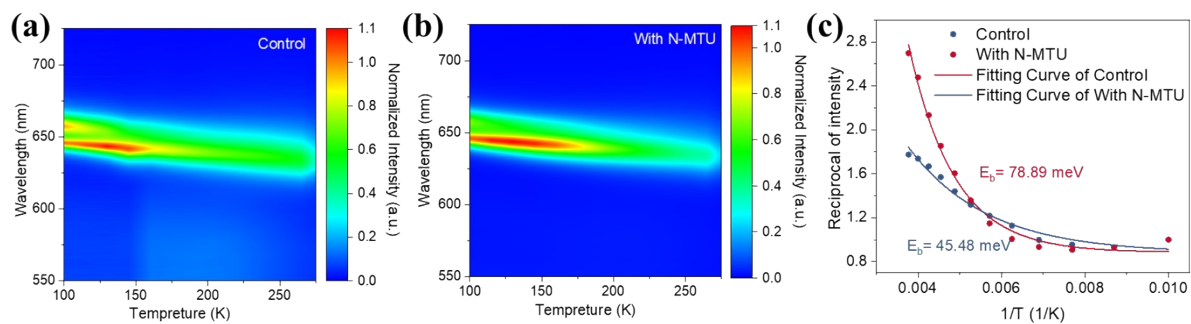 (a)
Control
Wavelength (nm)
700
650
600
550
100
150
200
250
Tempreture (K)
1.1
1.0
0.8
0.6
0.4
0.2
0.0
Normalized Intensity (a.u.)
(b)
With N-MTU
Wavelength (nm)
700
650
600
550
100
150
200
250
Tempreture (K)
1.1
1.0
0.8
0.6
0.4
0.2
0.0
Normalized Intensity (a.u.)
(c)
Reciprocal of intensity
2.8
2.4
2.0
1.6
1.2
0.8
Control
With N-MTU
Fitting Curve of Control
Fitting Curve of With N-MTU
E_b= 78.89 meV
E_b= 45.48 meV
0.004
0.006
0.008
0.010
1/T (1/K)